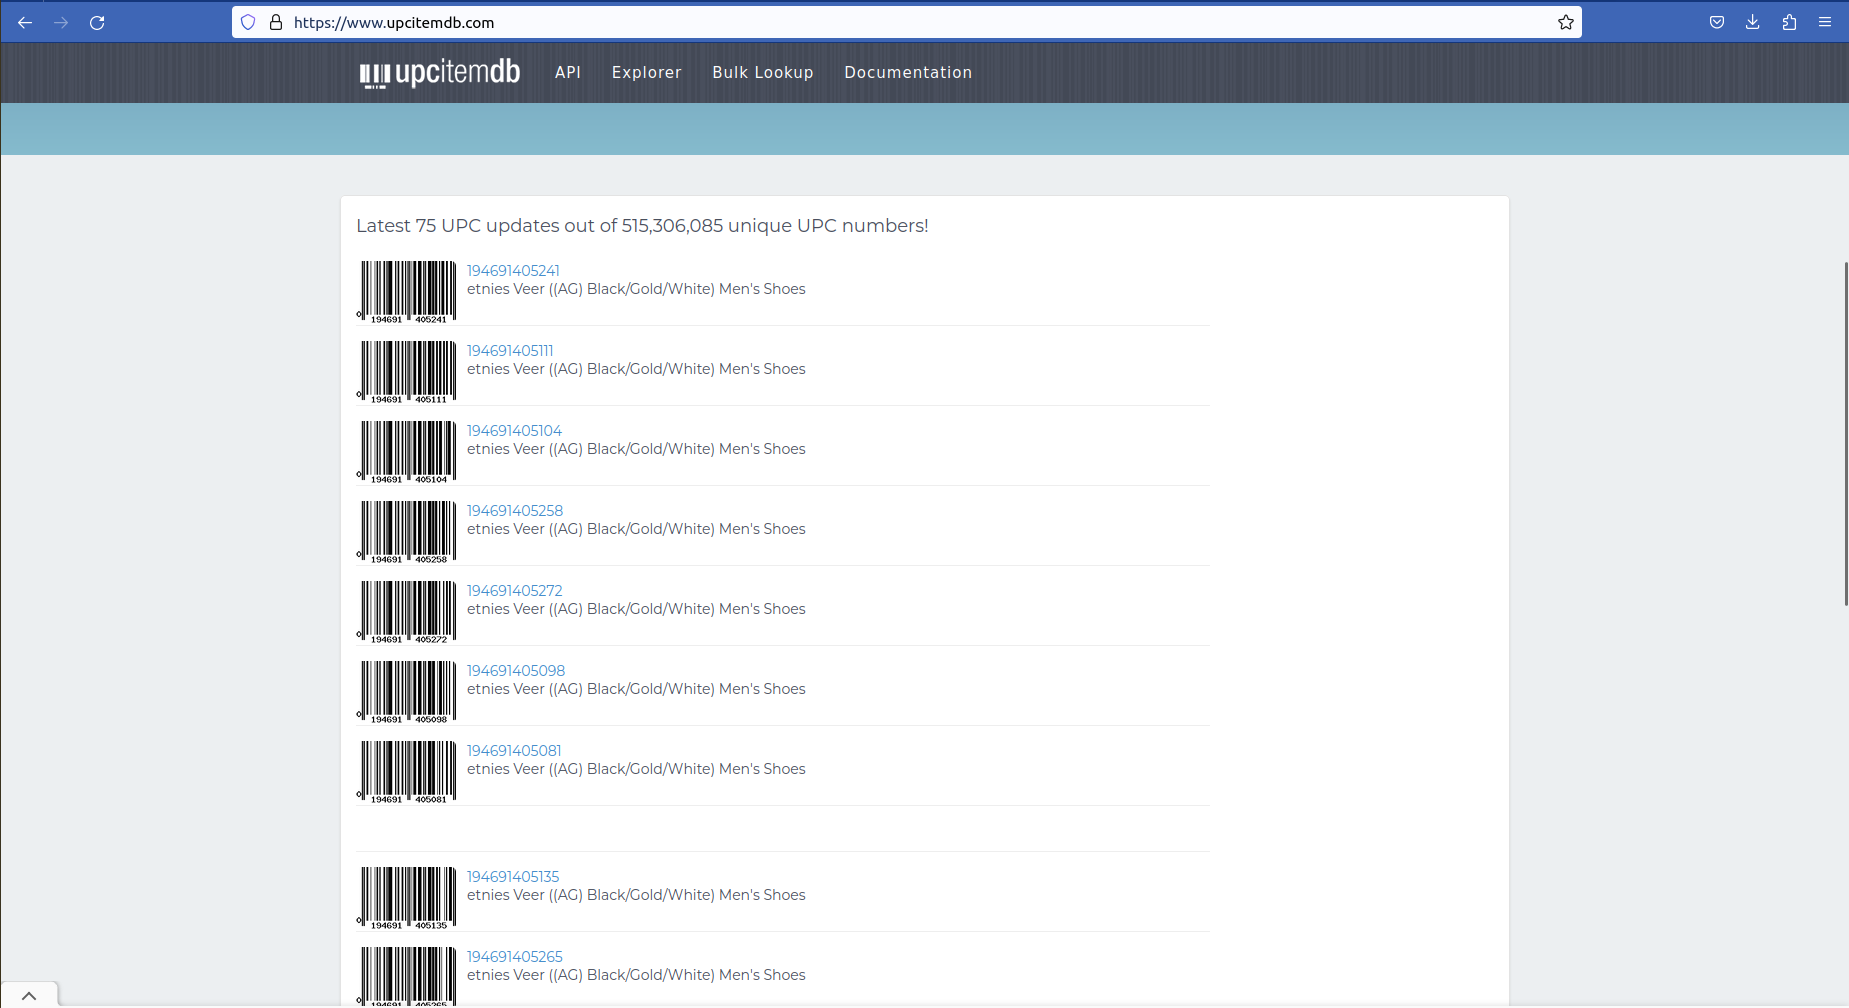 https://www.upcitemdb.com
upcitemdb API Explorer Bulk Lookup Documentation
Latest 75 UPC updates out of 515,306,085 unique UPC numbers!
194691405241
etnies Veer ((AG) Black/Gold/White) Men's Shoes
0 194691 405241
194691405111
etnies Veer ((AG) Black/Gold/White) Men's Shoes
0 194691 405111
194691405104
etnies Veer ((AG) Black/Gold/White) Men's Shoes
0 194691 405104
194691405258
etnies Veer ((AG) Black/Gold/White) Men's Shoes
0 194691 405258
194691405272
etnies Veer ((AG) Black/Gold/White) Men's Shoes
0 194691 405272
194691405098
etnies Veer ((AG) Black/Gold/White) Men's Shoes
0 194691 405098
194691405081
etnies Veer ((AG) Black/Gold/White) Men's Shoes
0 194691 405081
194691405135
etnies Veer ((AG) Black/Gold/White) Men's Shoes
0 194691 405135
194691405265
etnies Veer ((AG) Black/Gold/White) Men's Shoes
0 194691 405265